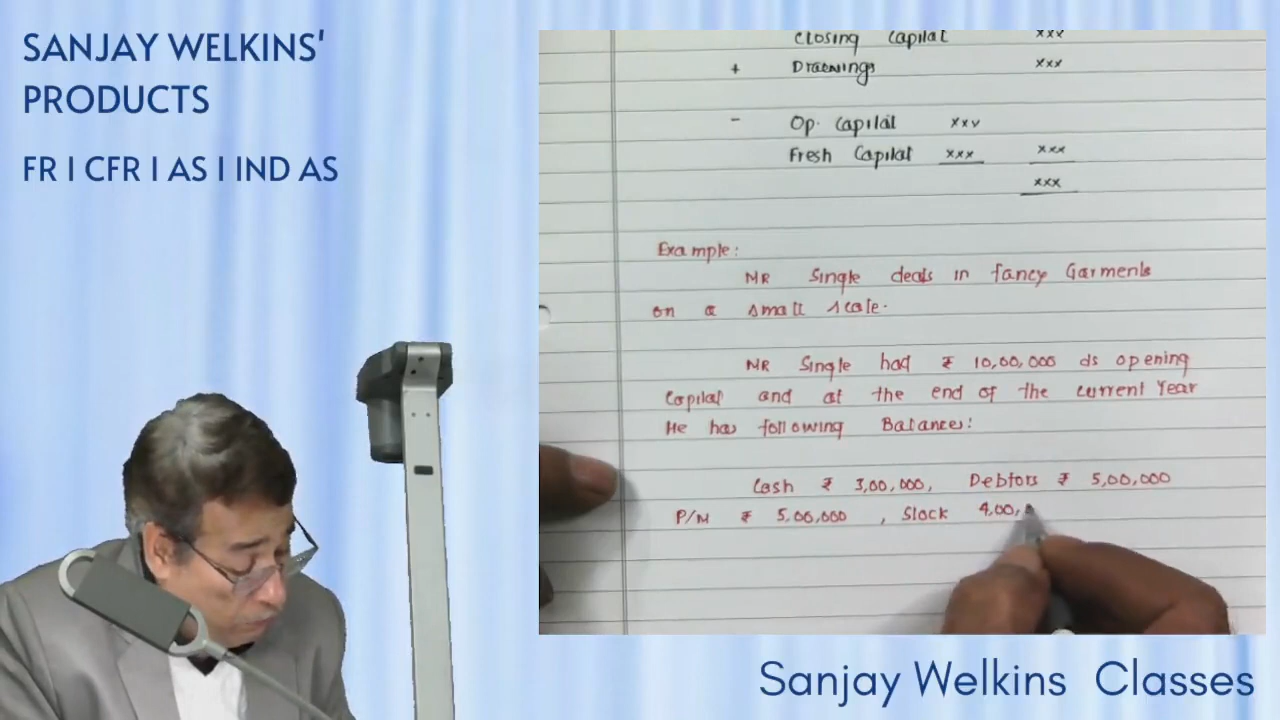 SANJAY WELKINS'
PRODUCTS
FR I CFR I AS I IND AS
Closing Capital xxx
+ Drawings xxx
- Op. Capital xxx
Fresh Capital xxx xxx
xxx
Example:
MR Single deals in fancy Garments
on a small scale.
MR Single had ₹ 10,00,000 as opening
Capital and at the end of the current Year
He has following Balances:
Cash ₹ 3,00,000, Debtors ₹ 5,00,000
P/M ₹ 5,00,000 , Stock 4,00,
Sanjay Welkins Classes